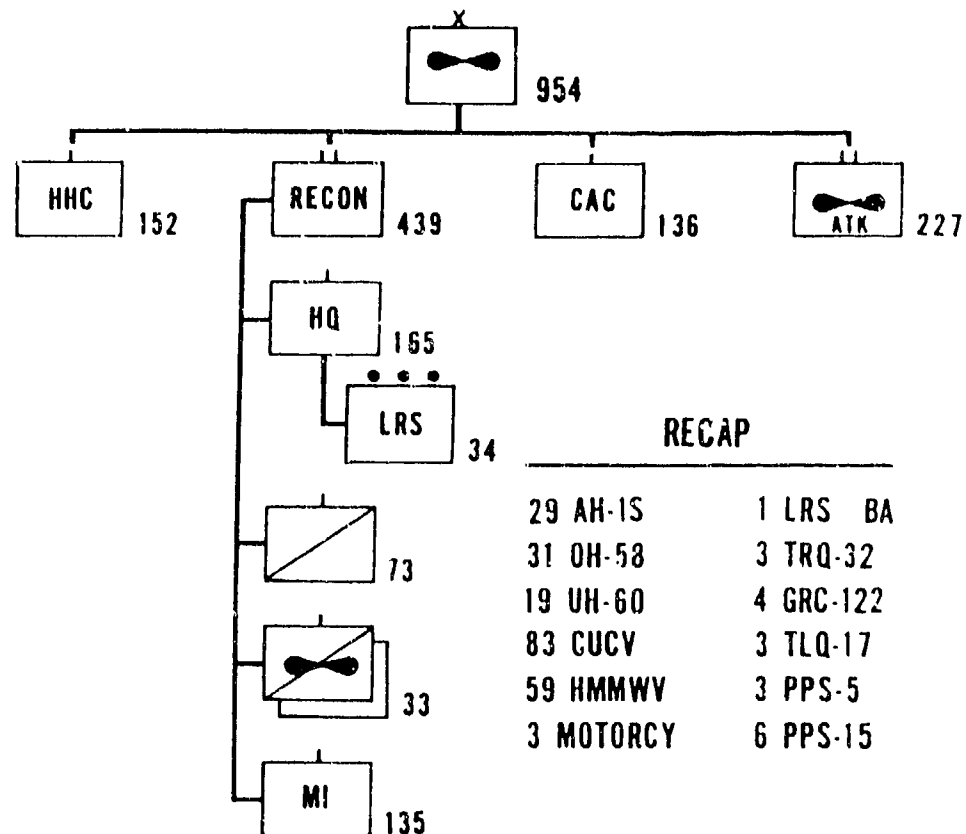 X
954
HHC
152
RECON
439
CAC
136
ATK
227
HQ
165
LRS
34
73
33
MI
135
RECAP
29 AH-1S
31 OH-58
19 UH-60
83 CUCV
59 HMMWV
3 MOTORCY
1 LRS BA
3 TRQ-32
4 GRC-122
3 TLQ-17
3 PPS-5
6 PPS-15